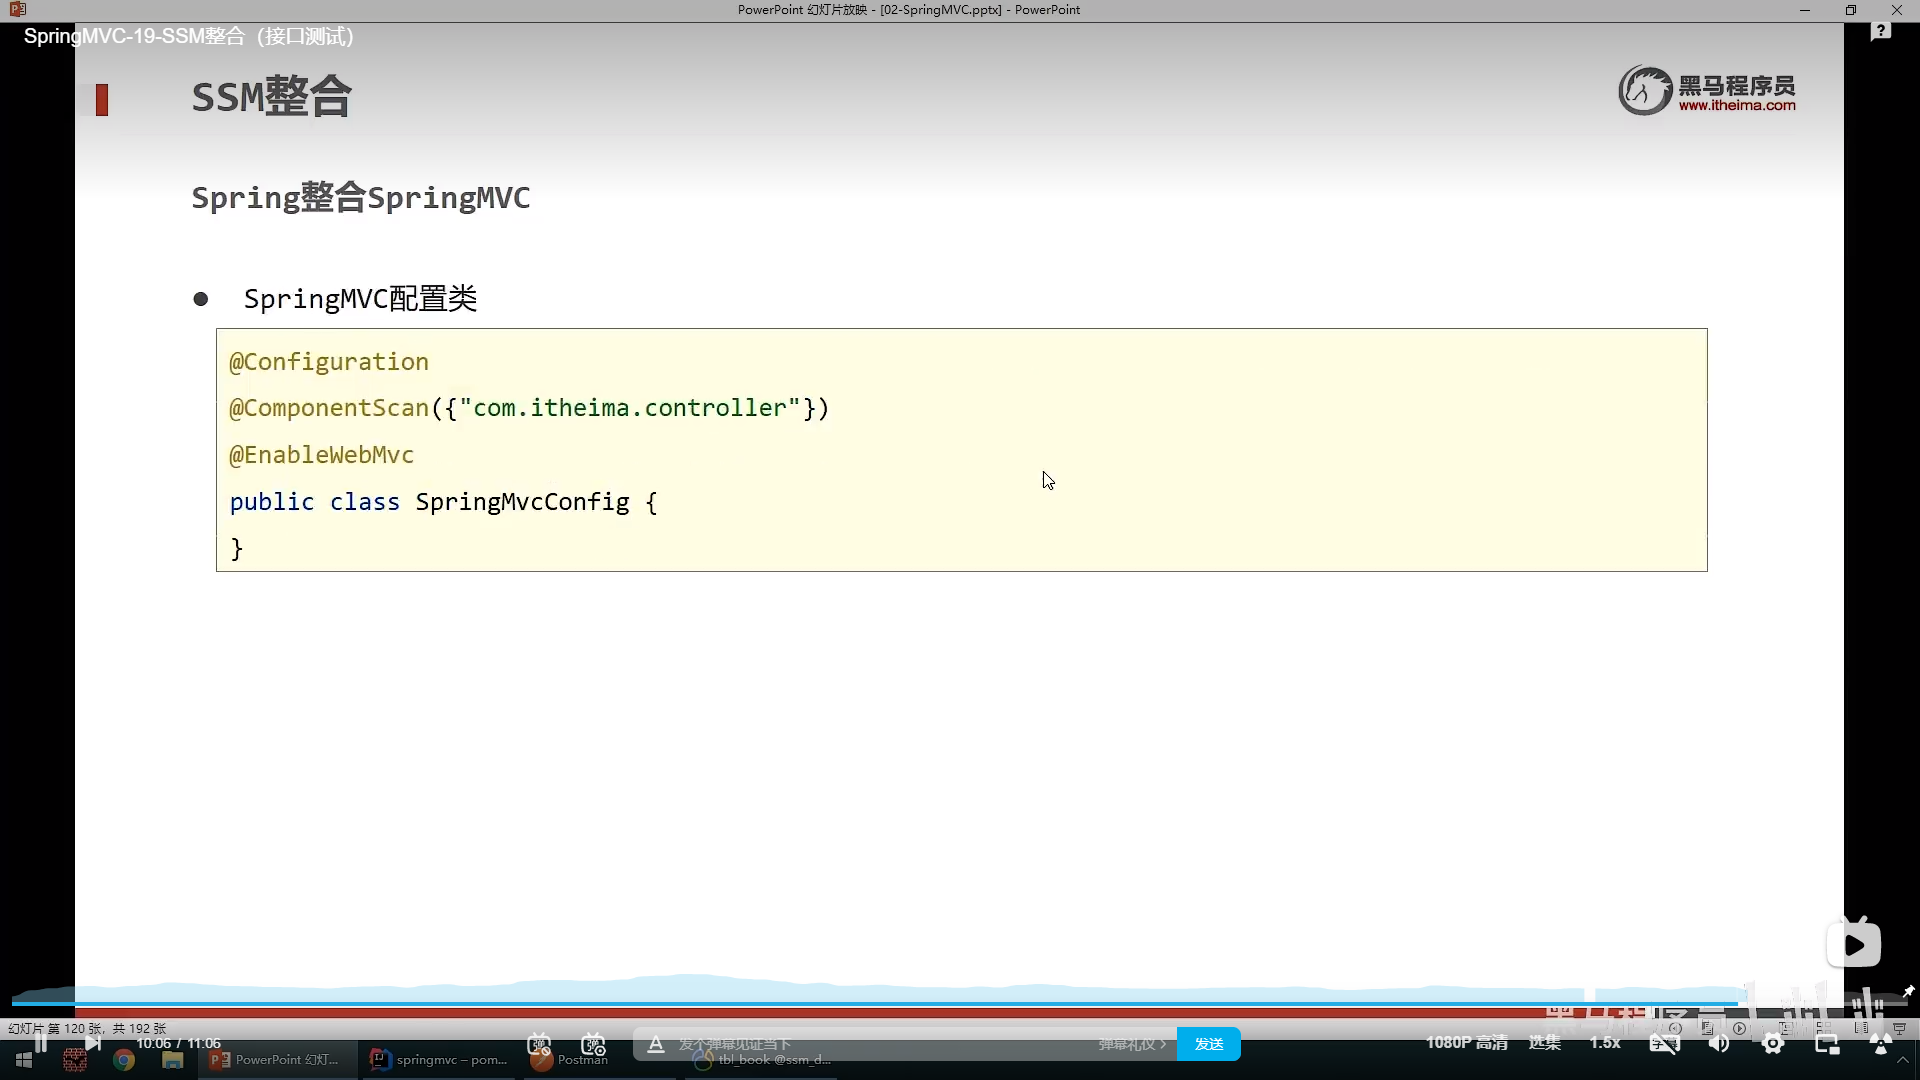 PowerPoint 幻灯片放映 - [02-SpringMVC.pptx] - PowerPoint
SpringMVC-19-SSM整合（接口测试）
SSM整合
黑马程序员
www.itheima.com
Spring整合SpringMVC
SpringMVC配置类
@Configuration
@ComponentScan({"com.itheima.controller"})
@EnableWebMvc
public class SpringMvcConfig {
}
幻灯片 第 120 张，共 192 张
10:06 / 11:06
发个弹幕见证当下
弹幕礼仪 >
发送
1080P 高清
选集
1.5x
PowerPoint 幻灯...
springmvc – pom...
Postman
tbl_book @ssm_d...